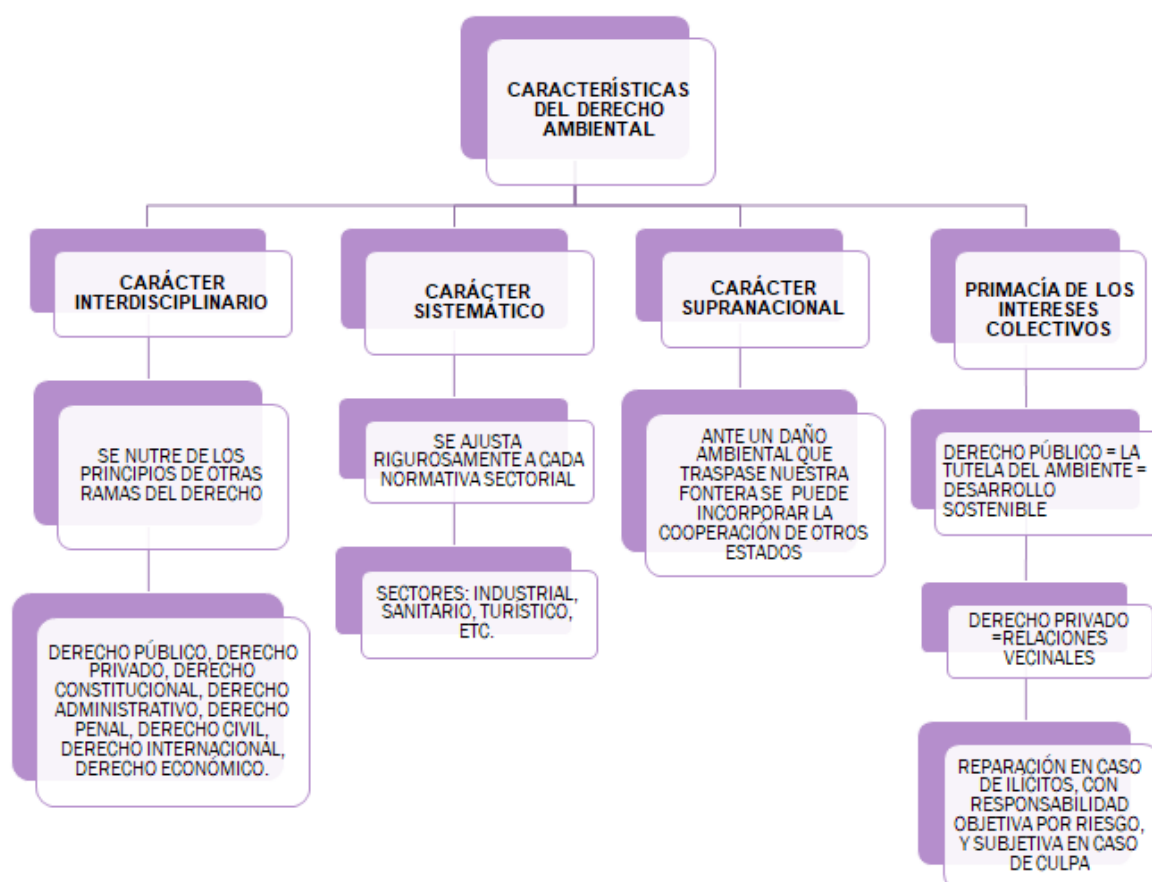 CARACTERÍSTICAS
DEL DERECHO
AMBIENTAL
CARÁCTER
INTERDISCIPLINARIO
SE NUTRE DE LOS
PRINCIPIOS DE OTRAS
RAMAS DEL DERECHO
DERECHO PÚBLICO, DERECHO
PRIVADO, DERECHO
CONSTITUCIONAL, DERECHO
ADMINISTRATIVO, DERECHO
PENAL, DERECHO CIVIL,
DERECHO INTERNACIONAL,
DERECHO ECONÓMICO.
CARÁCTER
SISTEMÁTICO
SE AJUSTA
RIGUROSAMENTE A CADA
NORMATIVA SECTORIAL
SECTORES: INDUSTRIAL,
SANITARIO, TURÍSTICO,
ETC.
CARÁCTER
SUPRANACIONAL
ANTE UN DAÑO
AMBIENTAL QUE
TRASPASE NUESTRA
FONTERA SE PUEDE
INCORPORAR LA
COOPERACIÓN DE OTROS
ESTADOS
PRIMACÍA DE LOS
INTERESES
COLECTIVOS
DERECHO PÚBLICO = LA
TUTELA DEL AMBIENTE =
DESARROLLO
SOSTENIBLE
DERECHO PRIVADO
=RELACIONES
VECINALES
REPARACIÓN EN CASO
DE ILÍCITOS, CON
RESPONSABILIDAD
OBJETIVA POR RIESGO,
Y SUBJETIVA EN CASO
DE CULPA